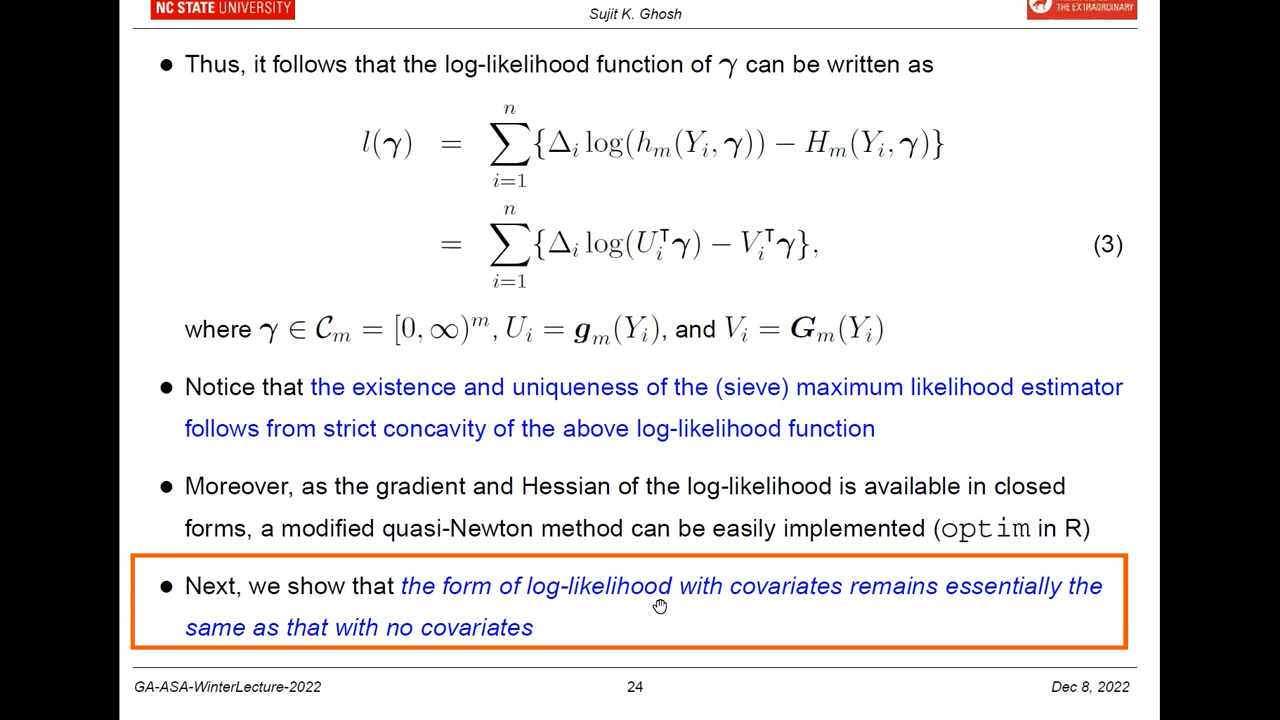 NC STATE UNIVERSITY
Sujit K. Ghosh
THE EXTRAORDINARY
● Thus, it follows that the log-likelihood function of γ can be written as
l(γ) = ∑_{i=1}^{n} {Δ_i log(h_m(Y_i, γ)) − H_m(Y_i, γ)}
= ∑_{i=1}^{n} {Δ_i log(U_i^⊤γ) − V_i^⊤γ}, (3)
where γ ∈ 𝒞_m = [0, ∞)^m, U_i = g_m(Y_i), and V_i = G_m(Y_i)
● Notice that the existence and uniqueness of the (sieve) maximum likelihood estimator
follows from strict concavity of the above log-likelihood function
● Moreover, as the gradient and Hessian of the log-likelihood is available in closed
forms, a modified quasi-Newton method can be easily implemented (optim in R)
● Next, we show that the form of log-likelihood with covariates remains essentially the
same as that with no covariates
GA-ASA-WinterLecture-2022
24
Dec 8, 2022